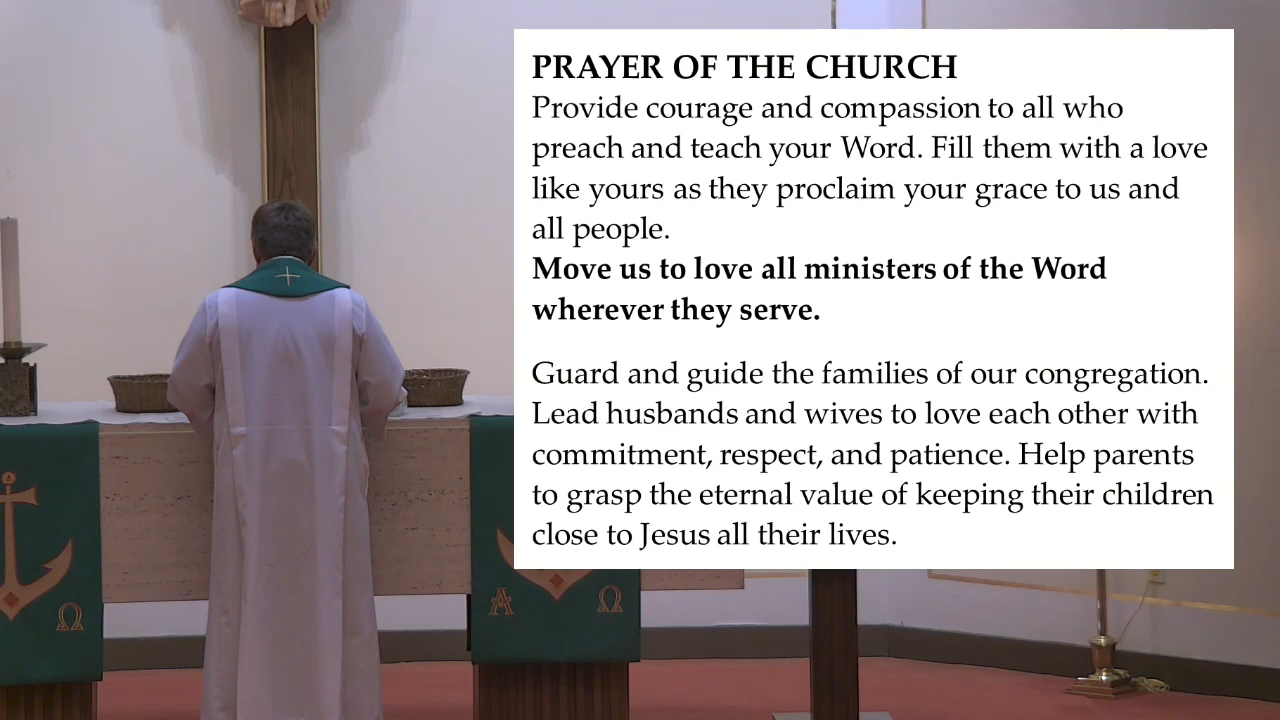 PRAYER OF THE CHURCH
Provide courage and compassion to all who
preach and teach your Word. Fill them with a love
like yours as they proclaim your grace to us and
all people.
Move us to love all ministers of the Word
wherever they serve.
Guard and guide the families of our congregation.
Lead husbands and wives to love each other with
commitment, respect, and patience. Help parents
to grasp the eternal value of keeping their children
close to Jesus all their lives.
Ω
Α Ω